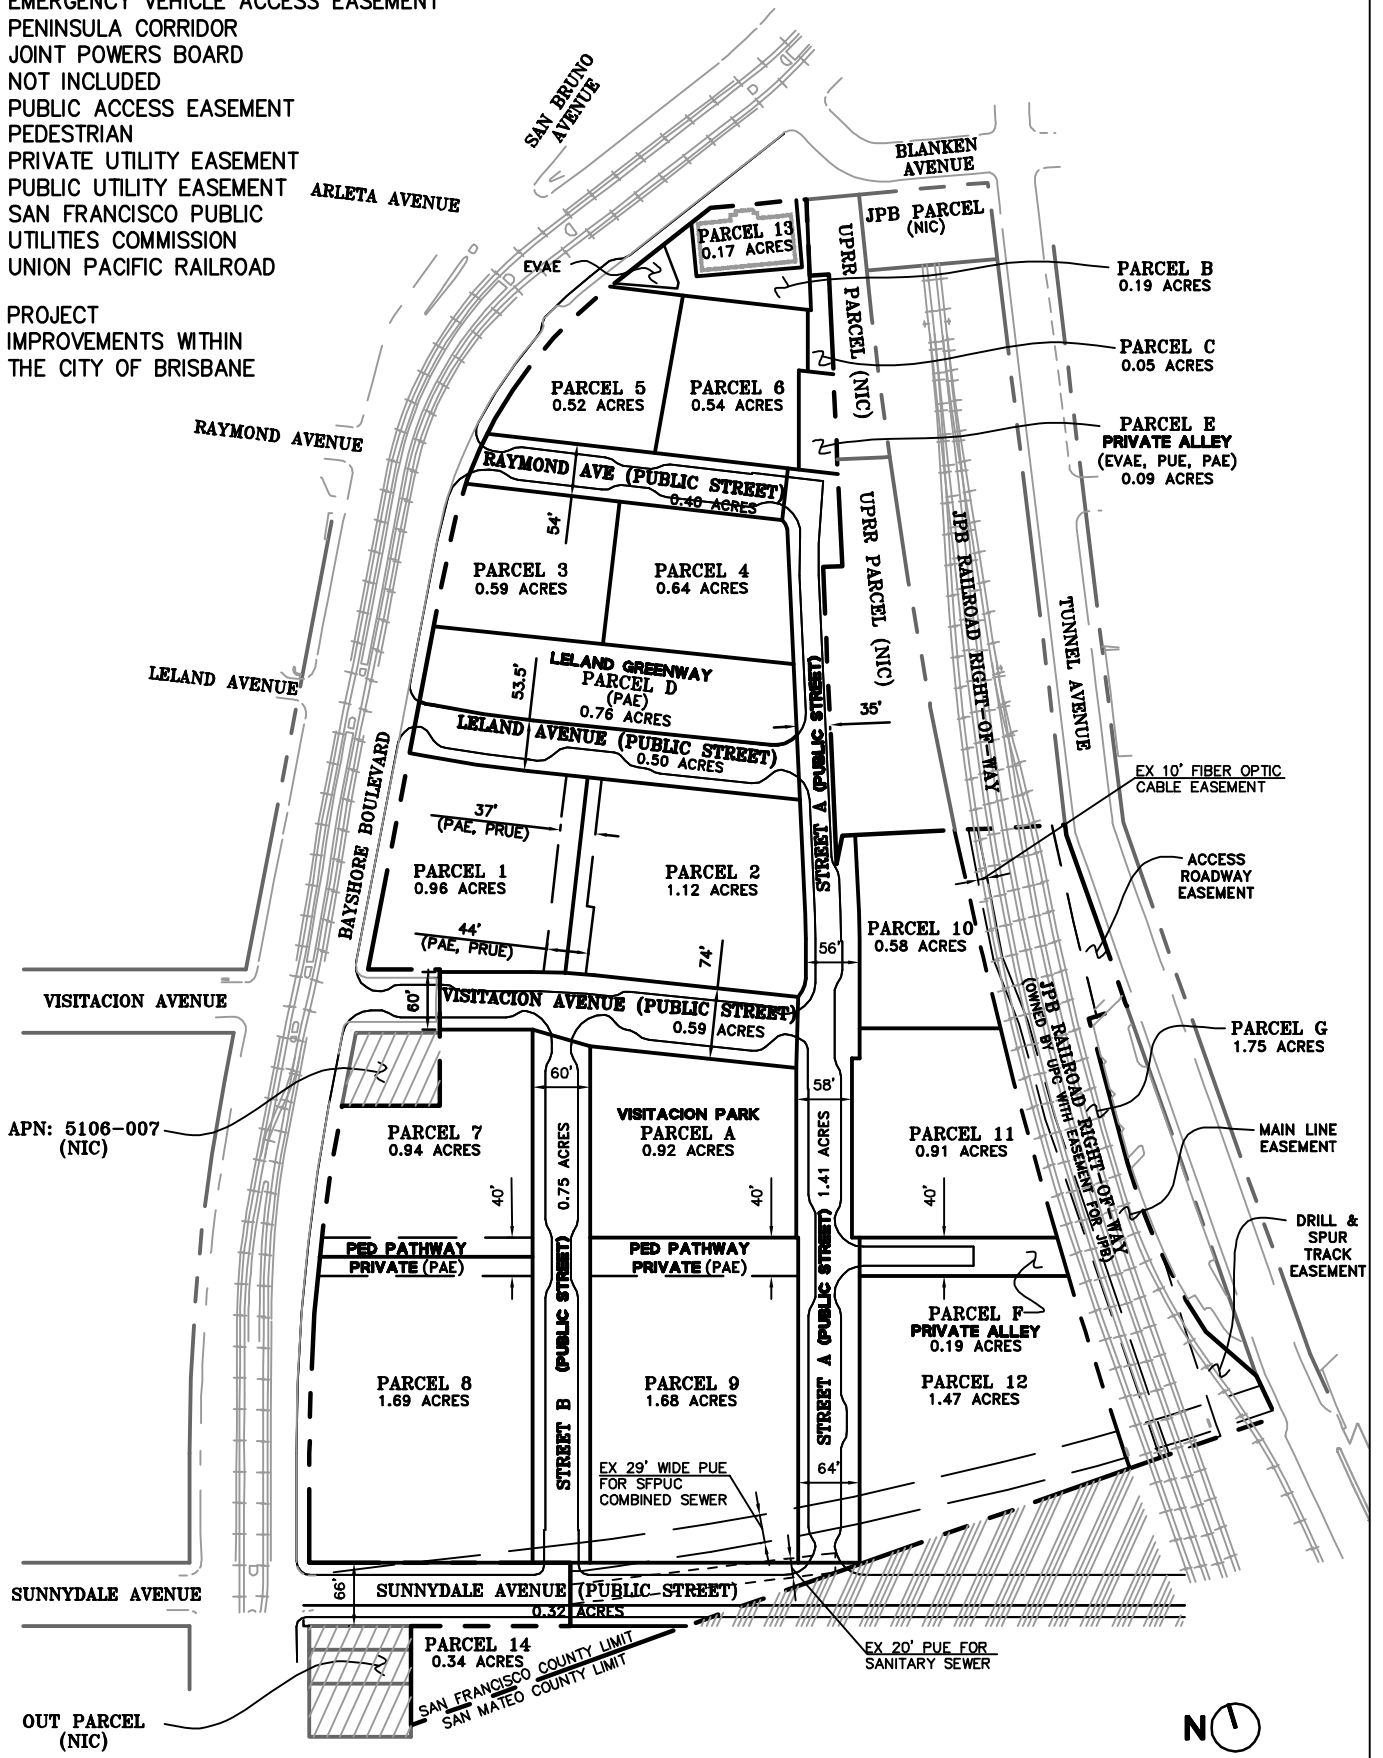 EMERGENCY VEHICLE ACCESS EASEMENT
PENINSULA CORRIDOR
JOINT POWERS BOARD
NOT INCLUDED
PUBLIC ACCESS EASEMENT
PEDESTRIAN
PRIVATE UTILITY EASEMENT
PUBLIC UTILITY EASEMENT
SAN FRANCISCO PUBLIC
UTILITIES COMMISSION
UNION PACIFIC RAILROAD
PROJECT
IMPROVEMENTS WITHIN
THE CITY OF BRISBANE
SAN BRUNO
AVENUE
ARLETA AVENUE
BLANKEN
AVENUE
JPB PARCEL
(NIC)
PARCEL 13
0.17 ACRES
EVAE
UPRR PARCEL (NIC)
PARCEL B
0.19 ACRES
PARCEL C
0.05 ACRES
PARCEL 5
0.52 ACRES
PARCEL 6
0.54 ACRES
PARCEL E
PRIVATE ALLEY
(EVAE, PUE, PAE)
0.09 ACRES
RAYMOND AVENUE
RAYMOND AVE (PUBLIC STREET)
0.40 ACRES
54'
UPRR PARCEL (NIC)
JPB RAILROAD RIGHT-OF-WAY
TUNNEL AVENUE
PARCEL 3
0.59 ACRES
PARCEL 4
0.64 ACRES
LELAND AVENUE
LELAND GREENWAY
PARCEL D
(PAE)
0.76 ACRES
53.5'
35'
LELAND AVENUE (PUBLIC STREET)
0.50 ACRES
STREET A (PUBLIC STREET)
BAYSHORE BOULEVARD
EX 10' FIBER OPTIC
CABLE EASEMENT
37'
(PAE, PRUE)
PARCEL 1
0.96 ACRES
PARCEL 2
1.12 ACRES
ACCESS
ROADWAY
EASEMENT
44'
(PAE, PRUE)
74'
56'
PARCEL 10
0.58 ACRES
VISITACION AVENUE
60'
VISITACION AVENUE (PUBLIC STREET)
0.59 ACRES
JPB RAILROAD RIGHT-OF-WAY
(OWNED BY UPC WITH EASEMENT FOR JPB)
PARCEL G
1.75 ACRES
60'
58'
APN: 5106-007
(NIC)
PARCEL 7
0.94 ACRES
0.75 ACRES
VISITACION PARK
PARCEL A
0.92 ACRES
1.41 ACRES
PARCEL 11
0.91 ACRES
MAIN LINE
EASEMENT
40'
40'
40'
DRILL &
SPUR
TRACK
EASEMENT
PED PATHWAY
PRIVATE (PAE)
PED PATHWAY
PRIVATE (PAE)
STREET B (PUBLIC STREET)
STREET A (PUBLIC STREET)
PARCEL F
PRIVATE ALLEY
0.19 ACRES
PARCEL 8
1.69 ACRES
PARCEL 9
1.68 ACRES
PARCEL 12
1.47 ACRES
EX 29' WIDE PUE
FOR SFPUC
COMBINED SEWER
64'
SUNNYDALE AVENUE
66'
SUNNYDALE AVENUE (PUBLIC STREET)
0.32 ACRES
PARCEL 14
0.34 ACRES
SAN FRANCISCO COUNTY LIMIT
SAN MATEO COUNTY LIMIT
EX 20' PUE FOR
SANITARY SEWER
OUT PARCEL
(NIC)
N